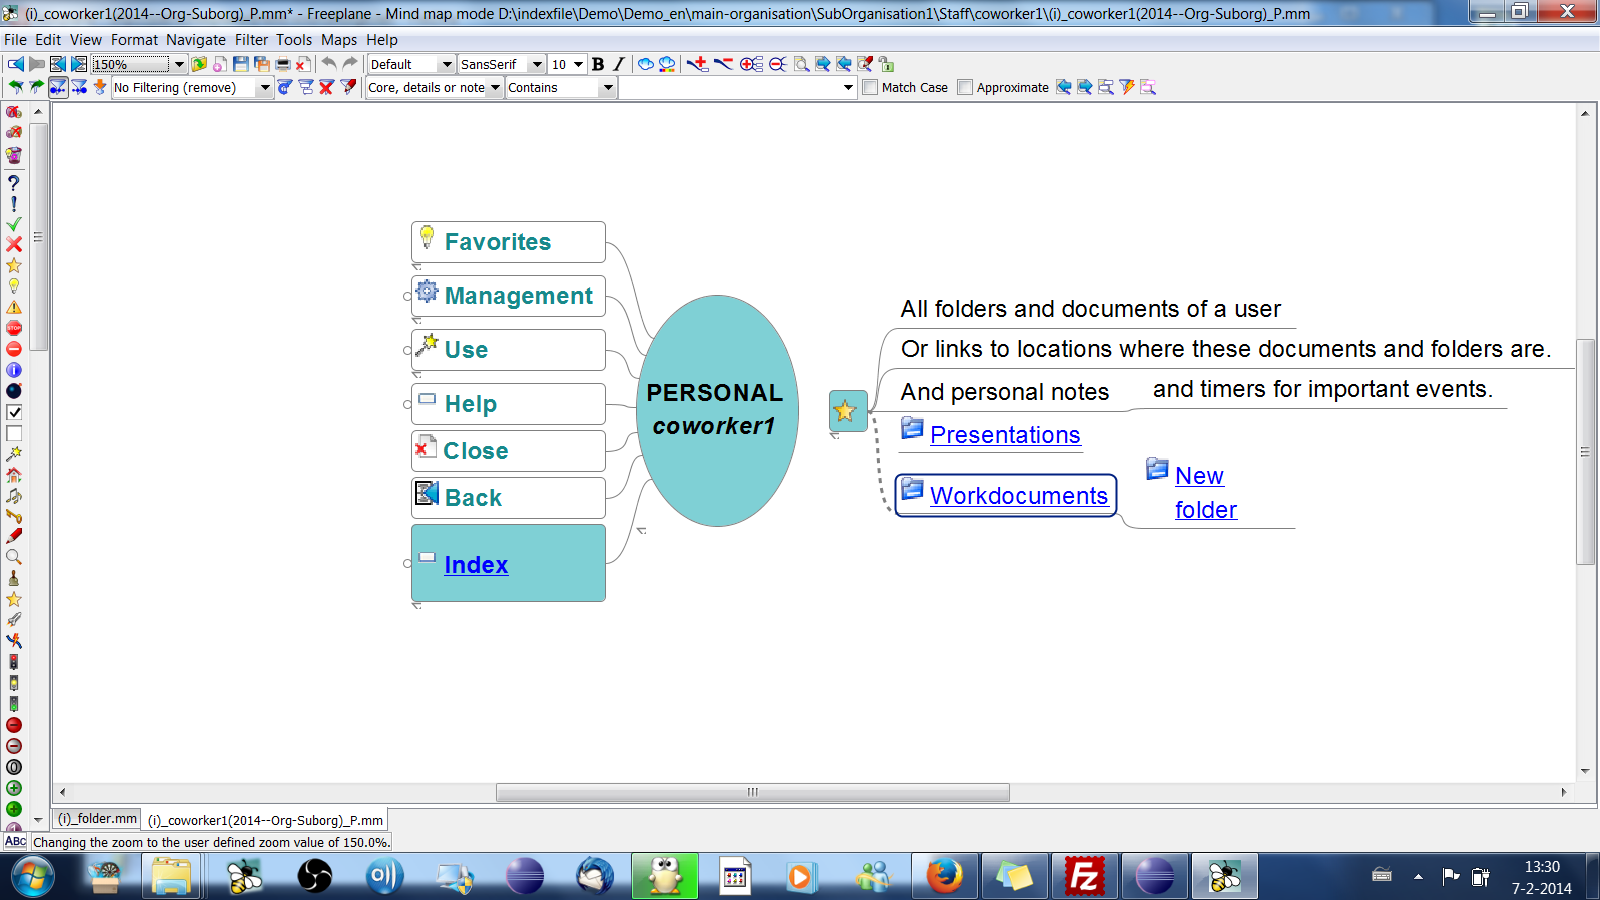 (i)_coworker1(2014--Org-Suborg)_P.mm* - Freeplane - Mind map mode D:\indexfile\Demo\Demo_en\main-organisation\SubOrganisation1\Staff\coworker1\(i)_coworker1(2014--Org-Suborg)_P.mm
File Edit View Format Navigate Filter Tools Maps Help
150% Default SansSerif 10 B I
No Filtering (remove) Core, details or note Contains Match Case Approximate
Favorites
Management
Use
Help
Close
Back
Index
PERSONAL
coworker1
All folders and documents of a user
Or links to locations where these documents and folders are.
And personal notes and timers for important events.
Presentations
Workdocuments
New
folder
STOP
(i)_folder.mm (i)_coworker1(2014--Org-Suborg)_P.mm
ABC Changing the zoom to the user defined zoom value of 150.0%.
Fz
13:30
7-2-2014